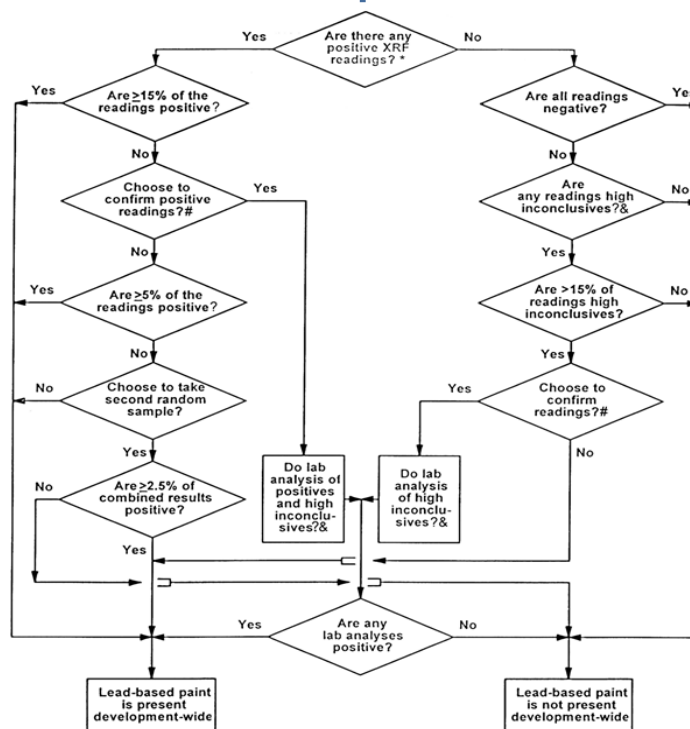 Yes
Are there any
positive XRF
readings? *
No
Yes
Are ≥15% of the
readings positive?
Are all readings
negative?
Yes
No
No
Choose to
confirm positive
readings?#
Yes
Are
any readings high
inconclusives?&
No
No
Yes
Yes
Are ≥5% of the
readings positive?
Are >15% of
readings high
inconclusives?
No
No
Yes
No
Choose to take
second random
sample?
Yes
Choose to
confirm
readings?#
Yes
No
No
Are ≥2.5% of
combined results
positive?
Do lab
analysis of
positives
and high
inconclu-
sives?&
Do lab
analysis
of high
inconclu-
sives?&
Yes
Yes
Are any
lab analyses
positive?
No
Lead-based paint
is present
development-wide
Lead-based paint
is not present
development-wide